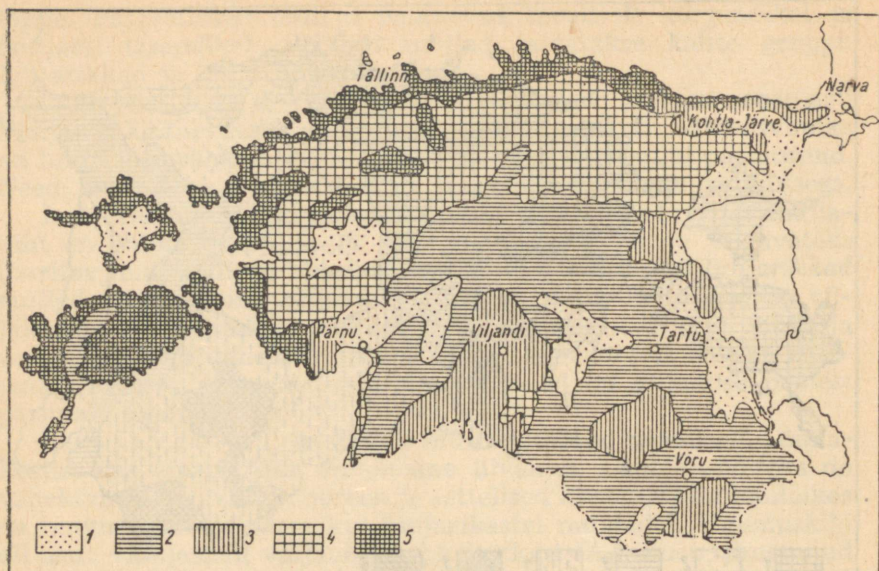 Tallinn
Narva
Kohtla-Järve
Pärnu
Viljandi
Tartu
Võru
1 2 3 4 5